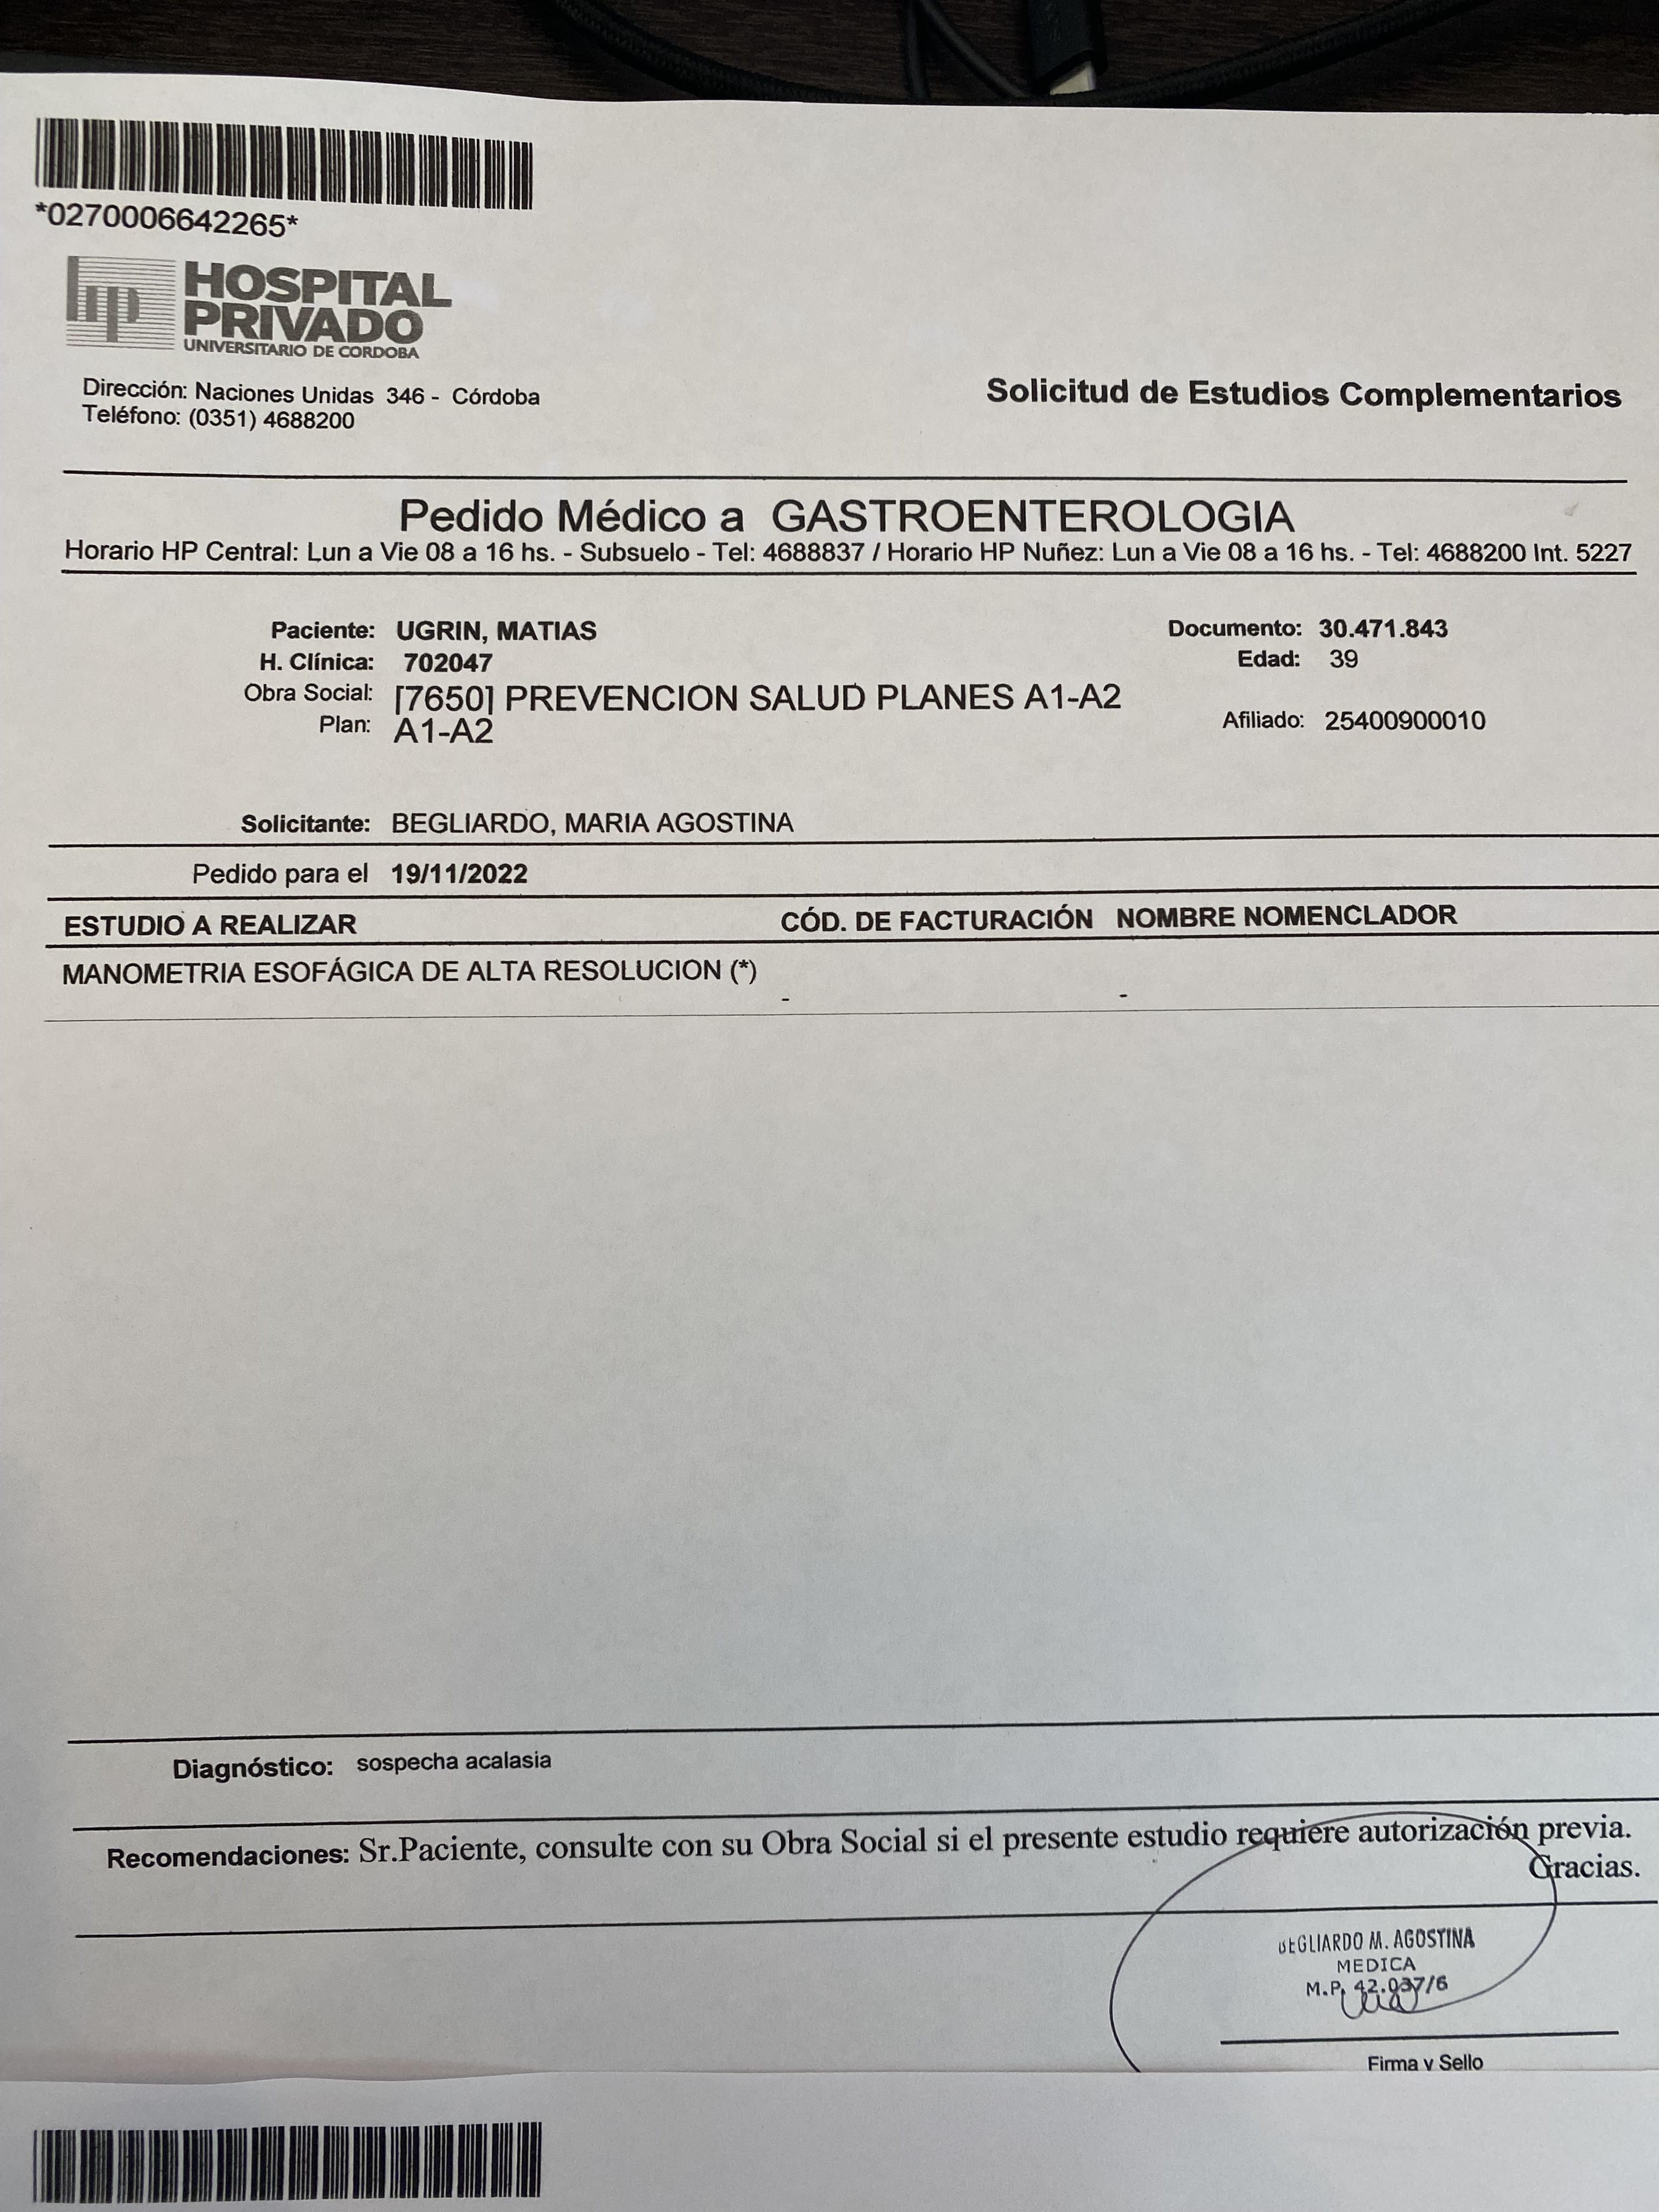 *0270006642265*
hp HOSPITAL
PRIVADO
UNIVERSITARIO DE CORDOBA
Dirección: Naciones Unidas 346 - Córdoba
Teléfono: (0351) 4688200
Solicitud de Estudios Complementarios
Pedido Médico a GASTROENTEROLOGIA
Horario HP Central: Lun a Vie 08 a 16 hs. - Subsuelo - Tel: 4688837 / Horario HP Nuñez: Lun a Vie 08 a 16 hs. - Tel: 4688200 Int. 5227
Paciente: UGRIN, MATIAS Documento: 30.471.843
H. Clínica: 702047 Edad: 39
Obra Social: [7650] PREVENCION SALUD PLANES A1-A2
Plan: A1-A2 Afiliado: 25400900010
Solicitante: BEGLIARDO, MARIA AGOSTINA
Pedido para el 19/11/2022
ESTUDIO A REALIZAR CÓD. DE FACTURACIÓN NOMBRE NOMENCLADOR
MANOMETRIA ESOFÁGICA DE ALTA RESOLUCION (*)
- -
Diagnóstico: sospecha acalasia
Recomendaciones: Sr.Paciente, consulte con su Obra Social si el presente estudio requiere autorización previa.
Gracias.
BEGLIARDO M. AGOSTINA
MEDICA
M.P. 42.037/6
Firma y Sello